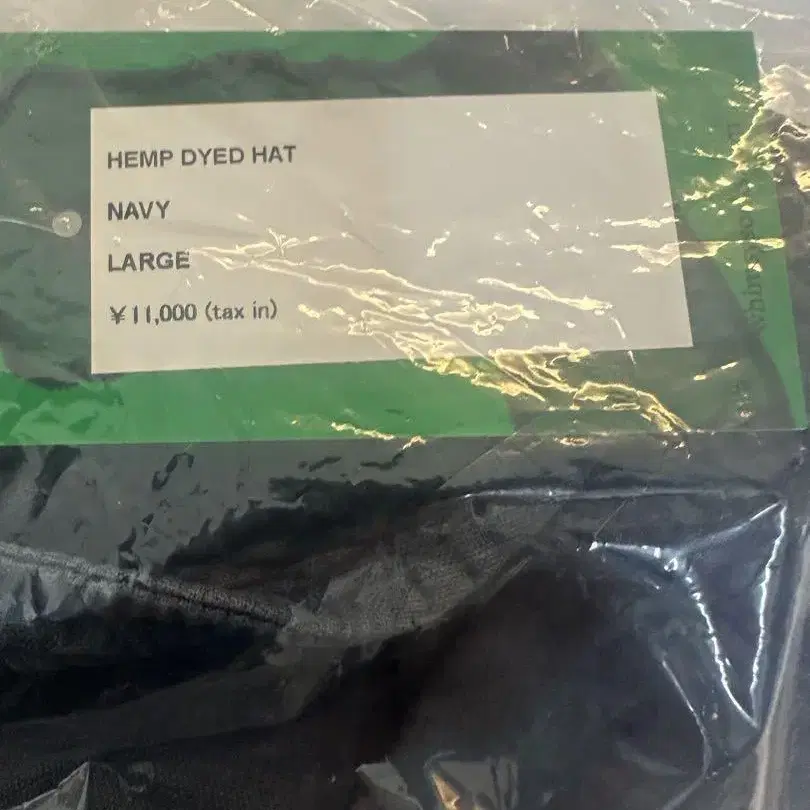 HEMP DYED HAT
NAVY
LARGE
¥11,000 (tax in)